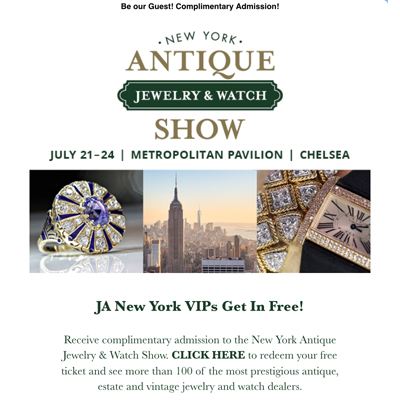 Be our Guest! Complimentary Admission!
· NEW YORK ·
ANTIQUE
JEWELRY & WATCH
SHOW
JULY 21–24 | METROPOLITAN PAVILION | CHELSEA
JA New York VIPs Get In Free!
Receive complimentary admission to the New York Antique
Jewelry & Watch Show. CLICK HERE to redeem your free
ticket and see more than 100 of the most prestigious antique,
estate and vintage jewelry and watch dealers.